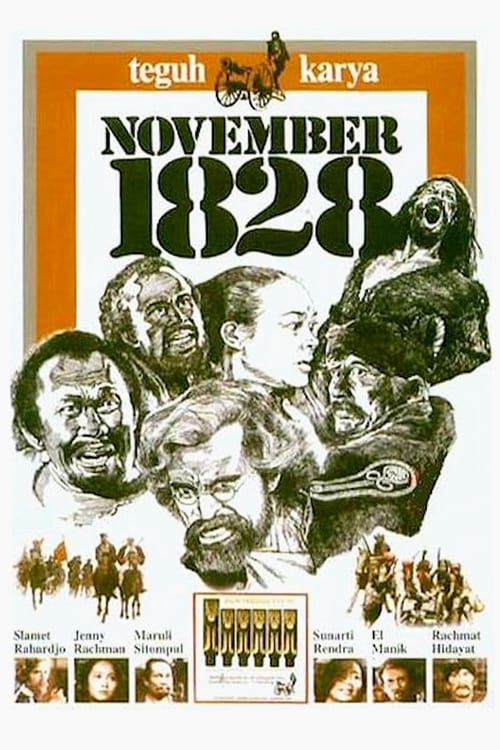 teguh karya
NOVEMBER
1828
Slamet Rahardjo
Jenny Rachman
Maruli Sitompul
Sunarti Rendra
El Manik
Rachmat Hidayat